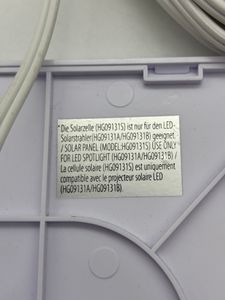 *Die Solarzelle (HG09131S) ist nur für den LED-
Solarstrahler(HG09131A/HG09131B) geeignet
/ SOLAR PANEL (MODEL:HG09131S) USE ONLY
FOR LED SPOTLIGHT (HG09131A/HG09131B) /
La cellule solaire (HG09131S) est uniquement
compatible avec le projecteur solaire LED
(HG09131A/HG09131B).